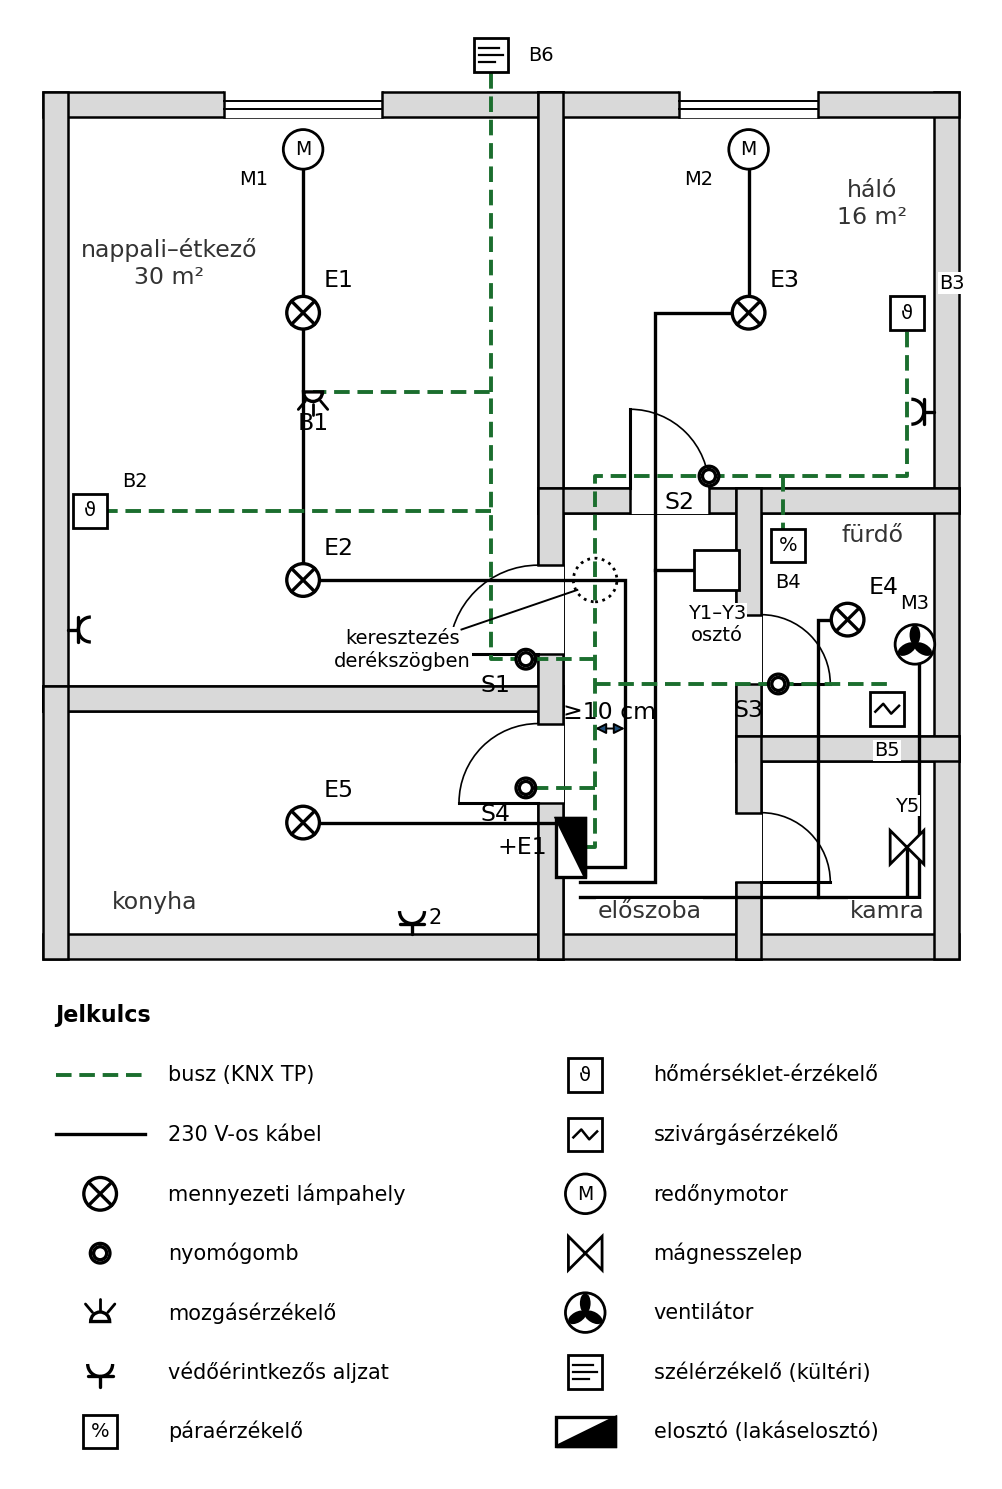 B6
M
M1
M
M2
háló
16 m²
nappali–étkező
30 m²
E1
E3
B3
ϑ
B1
B2
ϑ
S2
%
fürdő
E2
B4
E4
M3
Y1–Y3
osztó
keresztezés
derékszögben
S1
S3
≥10 cm
B5
E5
S4
Y5
+E1
konyha
2
előszoba
kamra
Jelkulcs
busz (KNX TP)
ϑ
hőmérséklet-érzékelő
230 V-os kábel
szivárgásérzékelő
mennyezeti lámpahely
M
redőnymotor
nyomógomb
mágnesszelep
mozgásérzékelő
ventilátor
védőérintkezős aljzat
szélérzékelő (kültéri)
%
páraérzékelő
elosztó (lakáselosztó)